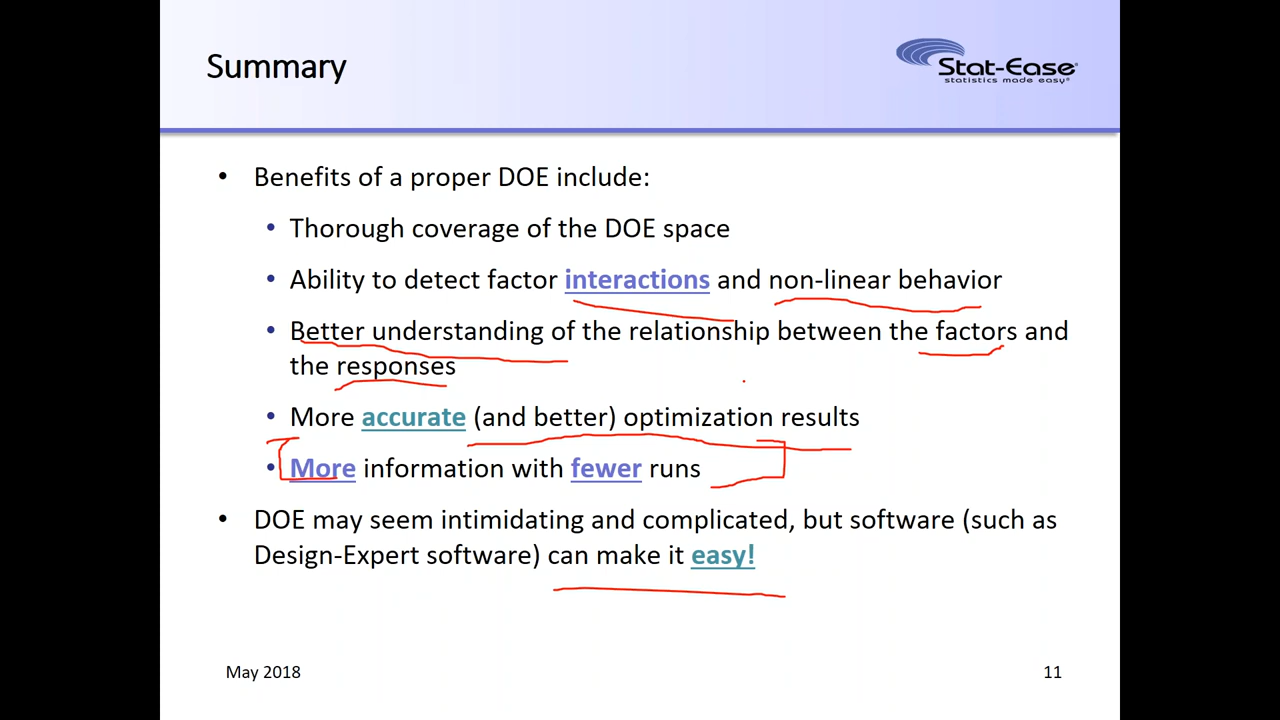 Summary
Stat-Ease®
statistics made easy®
• Benefits of a proper DOE include:
• Thorough coverage of the DOE space
• Ability to detect factor interactions and non-linear behavior
• Better understanding of the relationship between the factors and
the responses
• More accurate (and better) optimization results
• More information with fewer runs
• DOE may seem intimidating and complicated, but software (such as
Design-Expert software) can make it easy!
May 2018
11